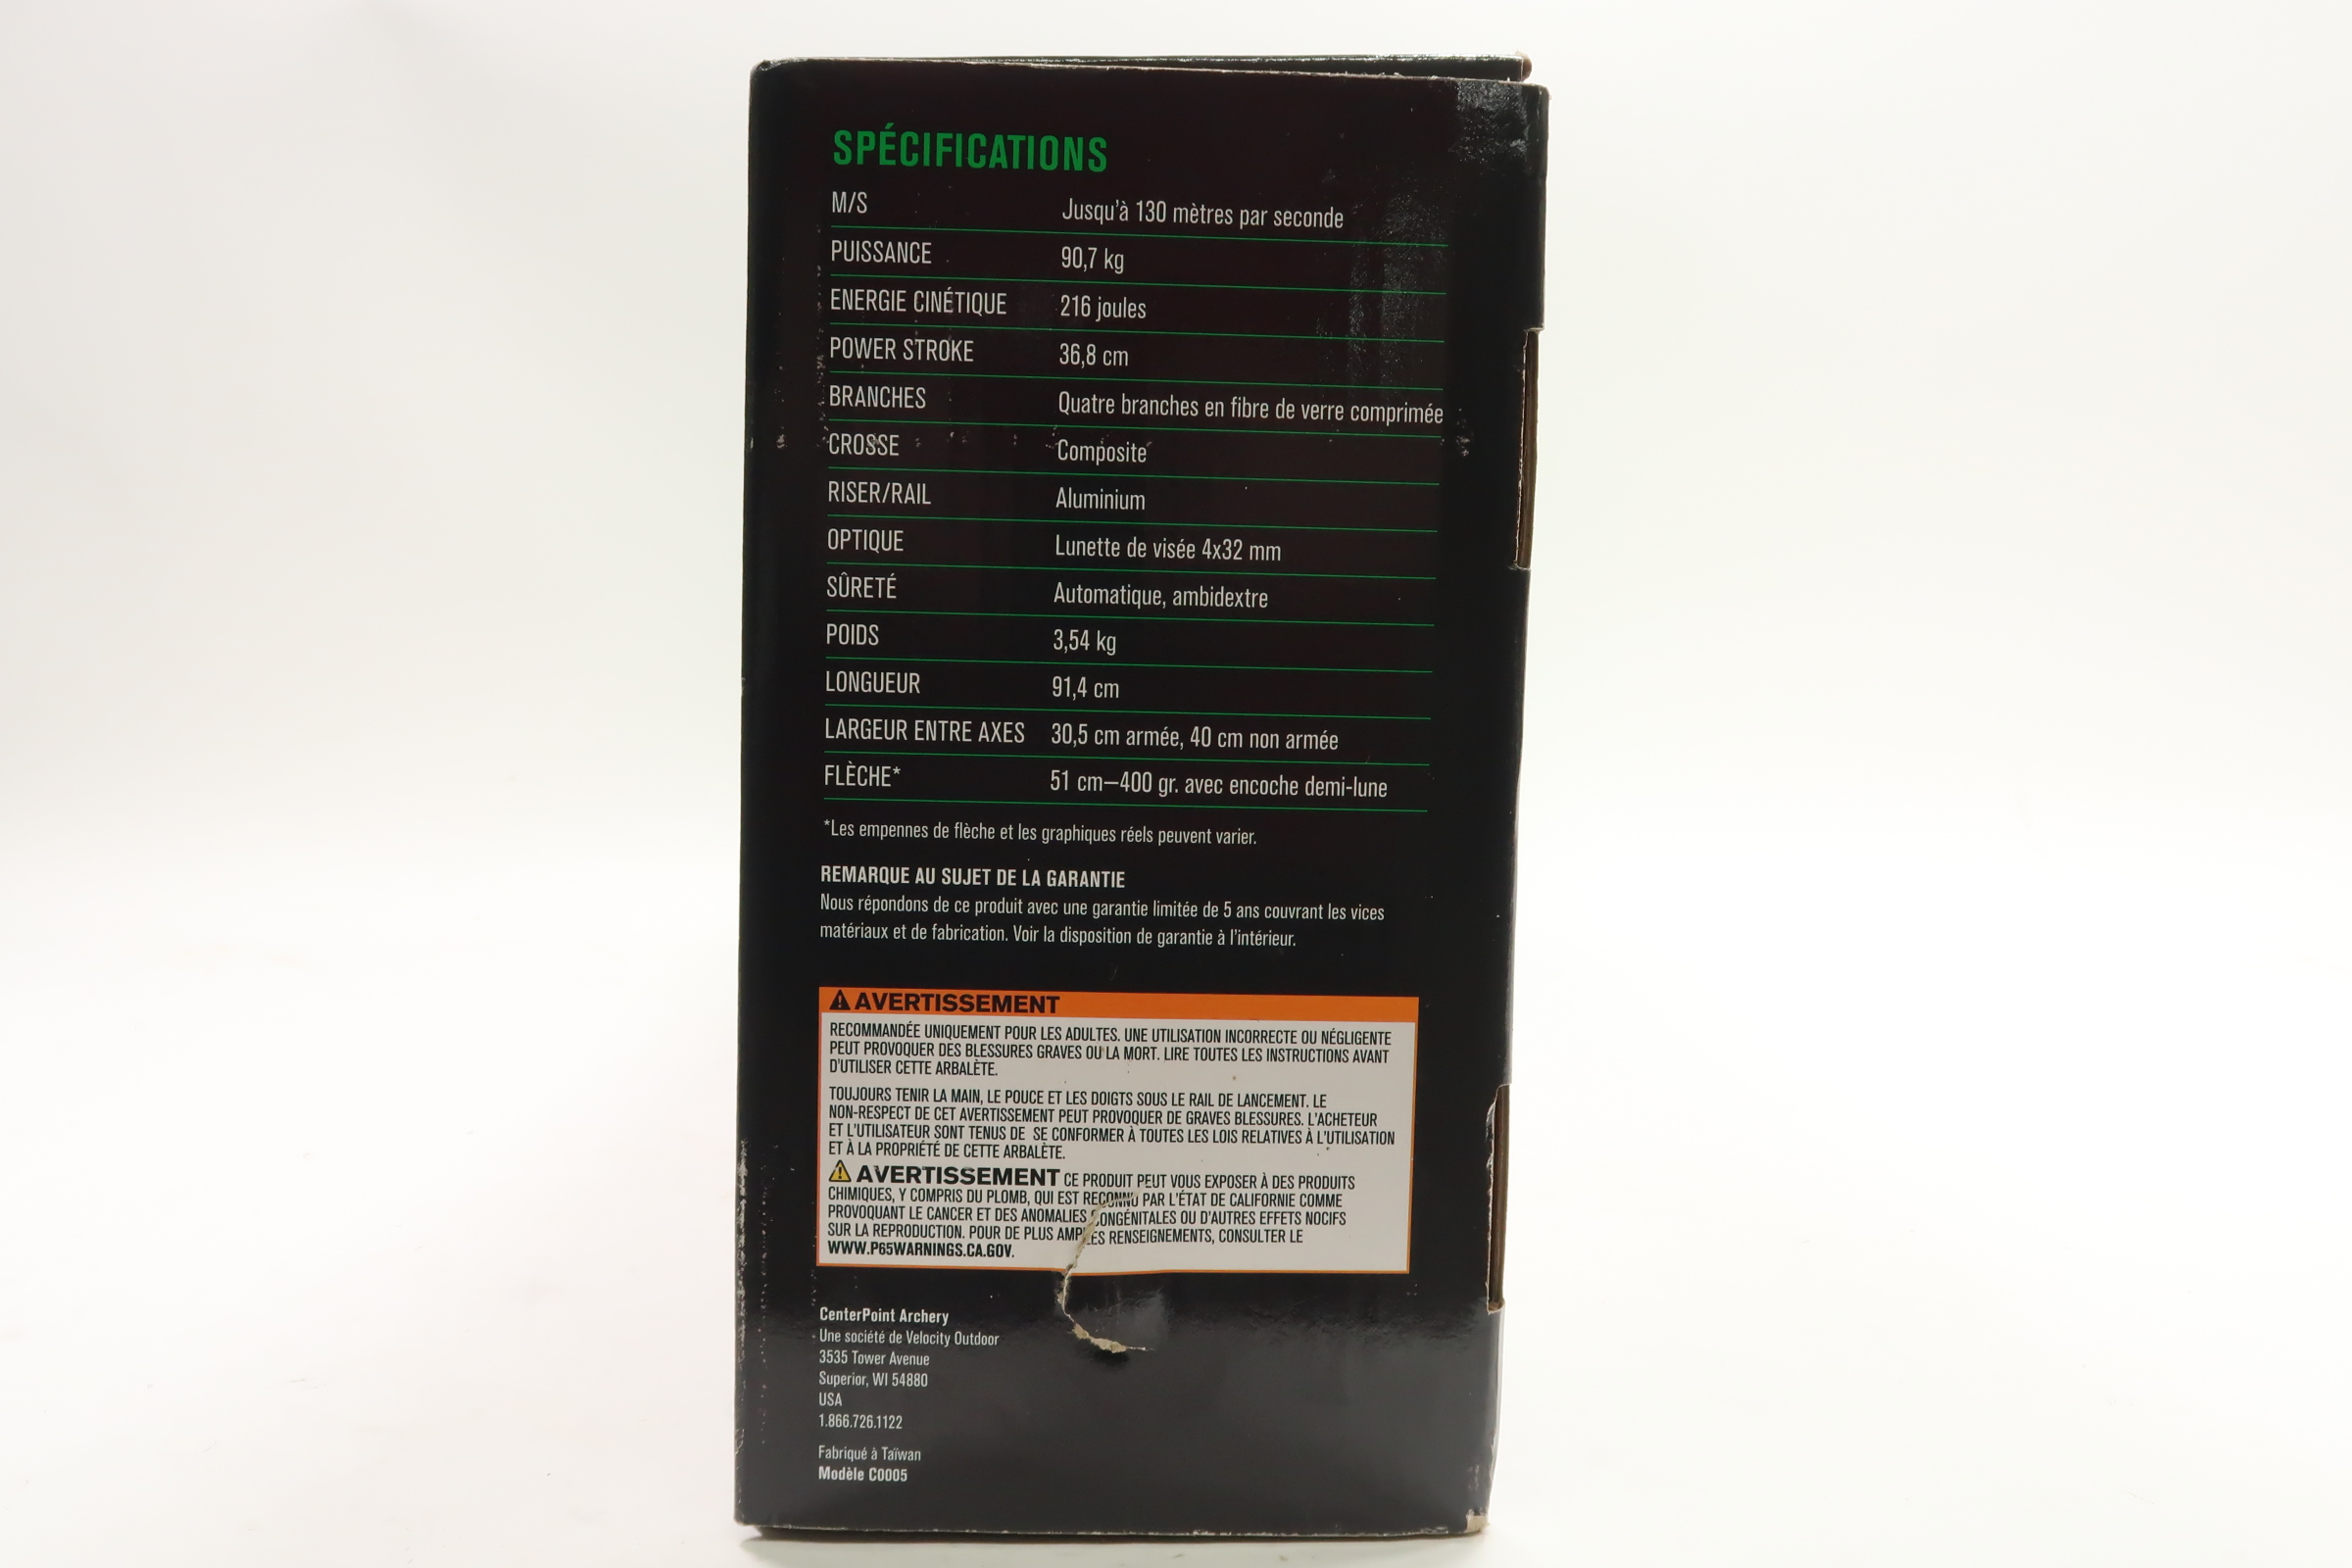 SPÉCIFICATIONS
M/S Jusqu'à 130 mètres par seconde
PUISSANCE 90,7 kg
ENERGIE CINÉTIQUE 216 joules
POWER STROKE 36,8 cm
BRANCHES Quatre branches en fibre de verre comprimée
CROSSE Composite
RISER/RAIL Aluminium
OPTIQUE Lunette de visée 4x32 mm
SÛRETÉ Automatique, ambidextre
POIDS 3,54 kg
LONGUEUR 91,4 cm
LARGEUR ENTRE AXES 30,5 cm armée, 40 cm non armée
FLÈCHE* 51 cm—400 gr. avec encoche demi-lune
*Les empennes de flèche et les graphiques réels peuvent varier.
REMARQUE AU SUJET DE LA GARANTIE
Nous répondons de ce produit avec une garantie limitée de 5 ans couvrant les vices
matériaux et de fabrication. Voir la disposition de garantie à l'intérieur.
AVERTISSEMENT
RECOMMANDÉE UNIQUEMENT POUR LES ADULTES. UNE UTILISATION INCORRECTE OU NÉGLIGENTE
PEUT PROVOQUER DES BLESSURES GRAVES OU LA MORT. LIRE TOUTES LES INSTRUCTIONS AVANT
D'UTILISER CETTE ARBALÈTE.
TOUJOURS TENIR LA MAIN, LE POUCE ET LES DOIGTS SOUS LE RAIL DE LANCEMENT. LE
NON-RESPECT DE CET AVERTISSEMENT PEUT PROVOQUER DE GRAVES BLESSURES. L'ACHETEUR
ET L'UTILISATEUR SONT TENUS DE SE CONFORMER À TOUTES LES LOIS RELATIVES À L'UTILISATION
ET À LA PROPRIÉTÉ DE CETTE ARBALÈTE.
AVERTISSEMENT CE PRODUIT PEUT VOUS EXPOSER À DES PRODUITS
CHIMIQUES, Y COMPRIS DU PLOMB, QUI EST RECONNU PAR L'ÉTAT DE CALIFORNIE COMME
PROVOQUANT LE CANCER ET DES ANOMALIES CONGÉNITALES OU D'AUTRES EFFETS NOCIFS
SUR LA REPRODUCTION. POUR DE PLUS AMPLES RENSEIGNEMENTS, CONSULTER LE
WWW.P65WARNINGS.CA.GOV.
CenterPoint Archery
Une société de Velocity Outdoor
3535 Tower Avenue
Superior, WI 54880
USA
1.866.726.1122
Fabriqué à Taïwan
Modèle C0005